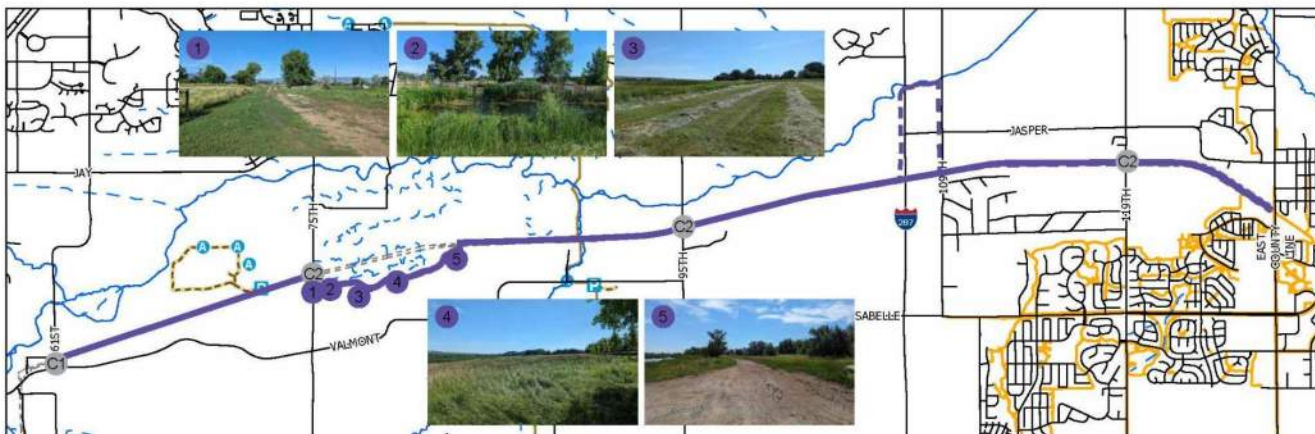 1
2
3
A
A
JASPER
JAY
C2
119TH
109TH
75TH
287
A
A
A
C2
C2
95TH
EAST
COUNTY
LINE
P
1
2
3
4
5
P
61ST
C1
VALMONT
4
5
SABELLE